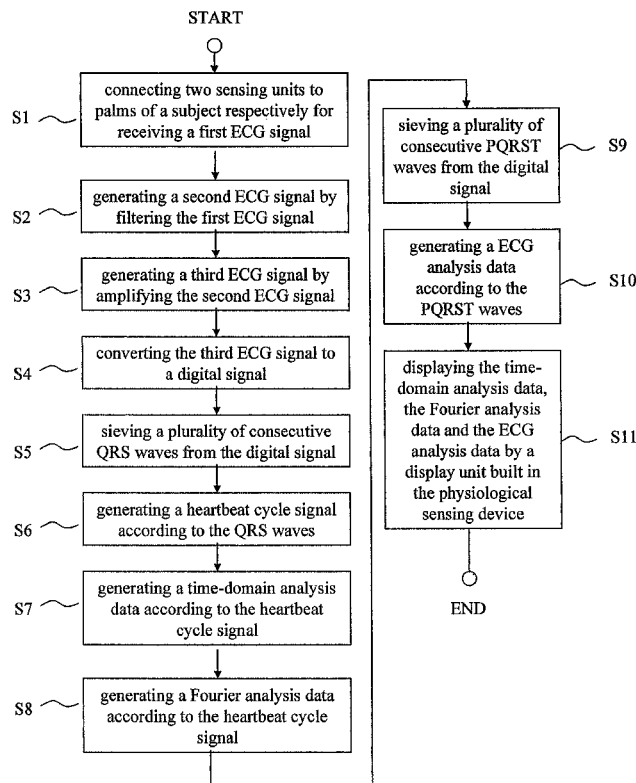 START
S1
connecting two sensing units to
palms of a subject respectively for
receiving a first ECG signal
S2
generating a second ECG signal by
filtering the first ECG signal
S3
generating a third ECG signal by
amplifying the second ECG signal
S4
converting the third ECG signal to
a digital signal
S5
sieving a plurality of consecutive
QRS waves from the digital signal
S6
generating a heartbeat cycle signal
according to the QRS waves
S7
generating a time-domain analysis
data according to the heartbeat
cycle signal
S8
generating a Fourier analysis data
according to the heartbeat cycle
signal
sieving a plurality of
consecutive PQRST
waves from the digital
signal
S9
generating a ECG
analysis data
according to the
PQRST waves
S10
displaying the time-
domain analysis data,
the Fourier analysis
data and the ECG
analysis data by a
display unit built in
the physiological
sensing device
S11
END